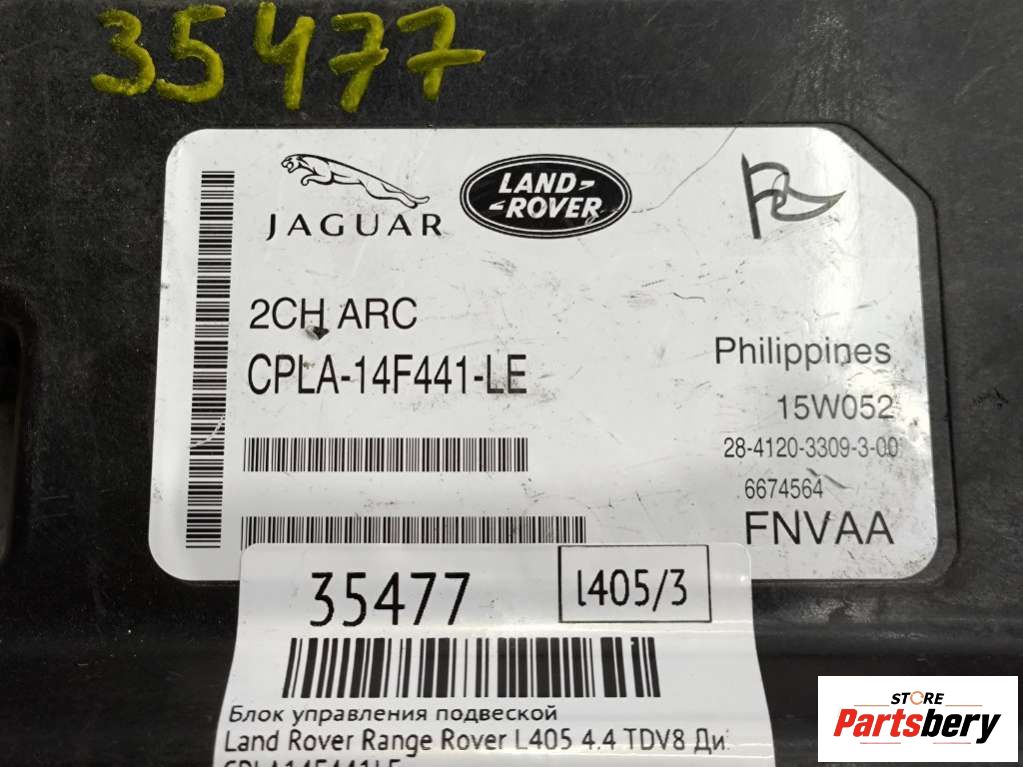 35477
JAGUAR
LAND-
-ROVER
2CH ARC
CPLA-14F441-LE
Philippines
15W052
28-4120-3309-3-00
6674564
FNVAA
35477
L405/3
Блок управления подвеской
Land Rover Range Rover L405 4.4 TDV8 Ди
CPLA14F441LE
STORE
Partsbery